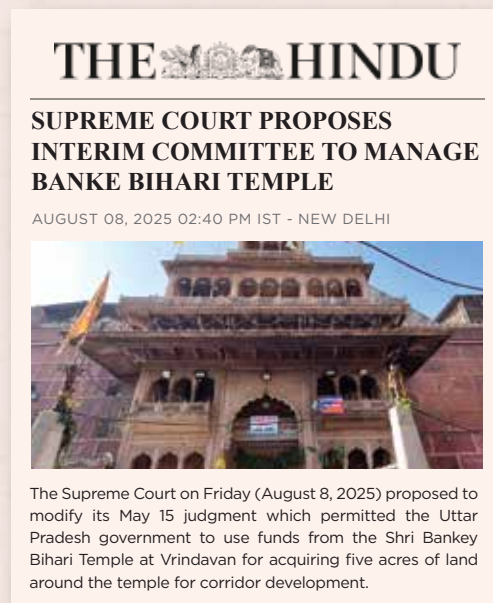 THE HINDU
SUPREME COURT PROPOSES
INTERIM COMMITTEE TO MANAGE
BANKE BIHARI TEMPLE
AUGUST 08, 2025 02:40 PM IST - NEW DELHI
The Supreme Court on Friday (August 8, 2025) proposed to
modify its May 15 judgment which permitted the Uttar
Pradesh government to use funds from the Shri Bankey
Bihari Temple at Vrindavan for acquiring five acres of land
around the temple for corridor development.